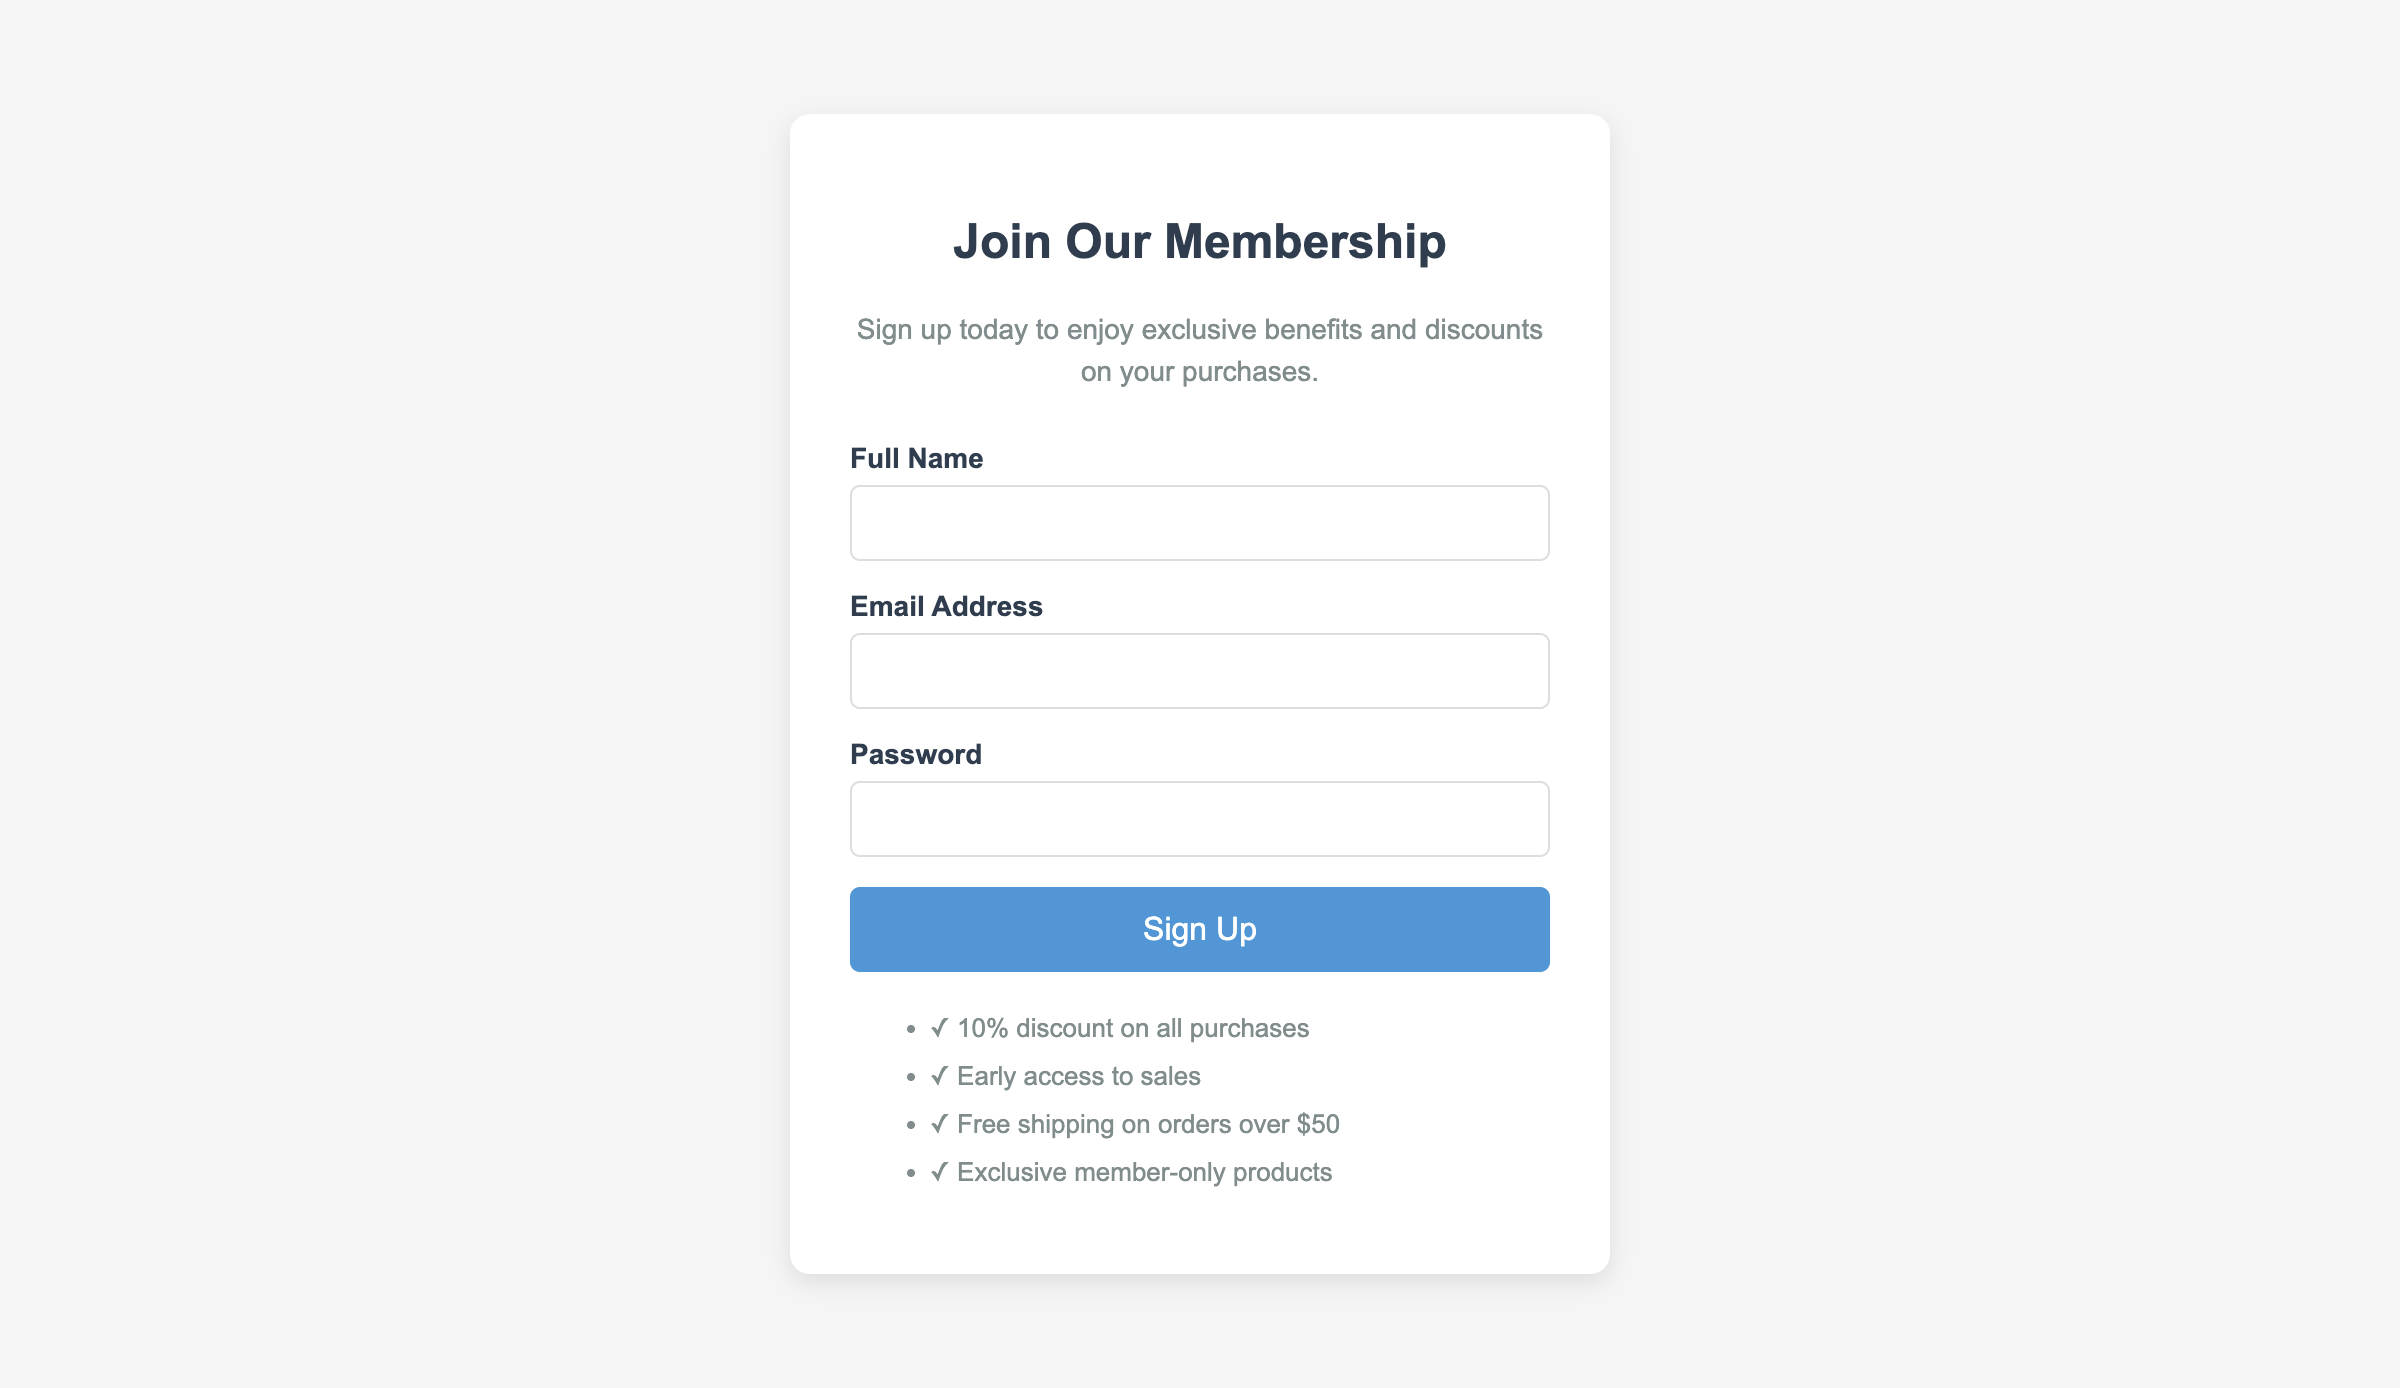 Join Our Membership
Sign up today to enjoy exclusive benefits and discounts
on your purchases.
Full Name
Email Address
Password
Sign Up
• ✓ 10% discount on all purchases
• ✓ Early access to sales
• ✓ Free shipping on orders over $50
• ✓ Exclusive member-only products